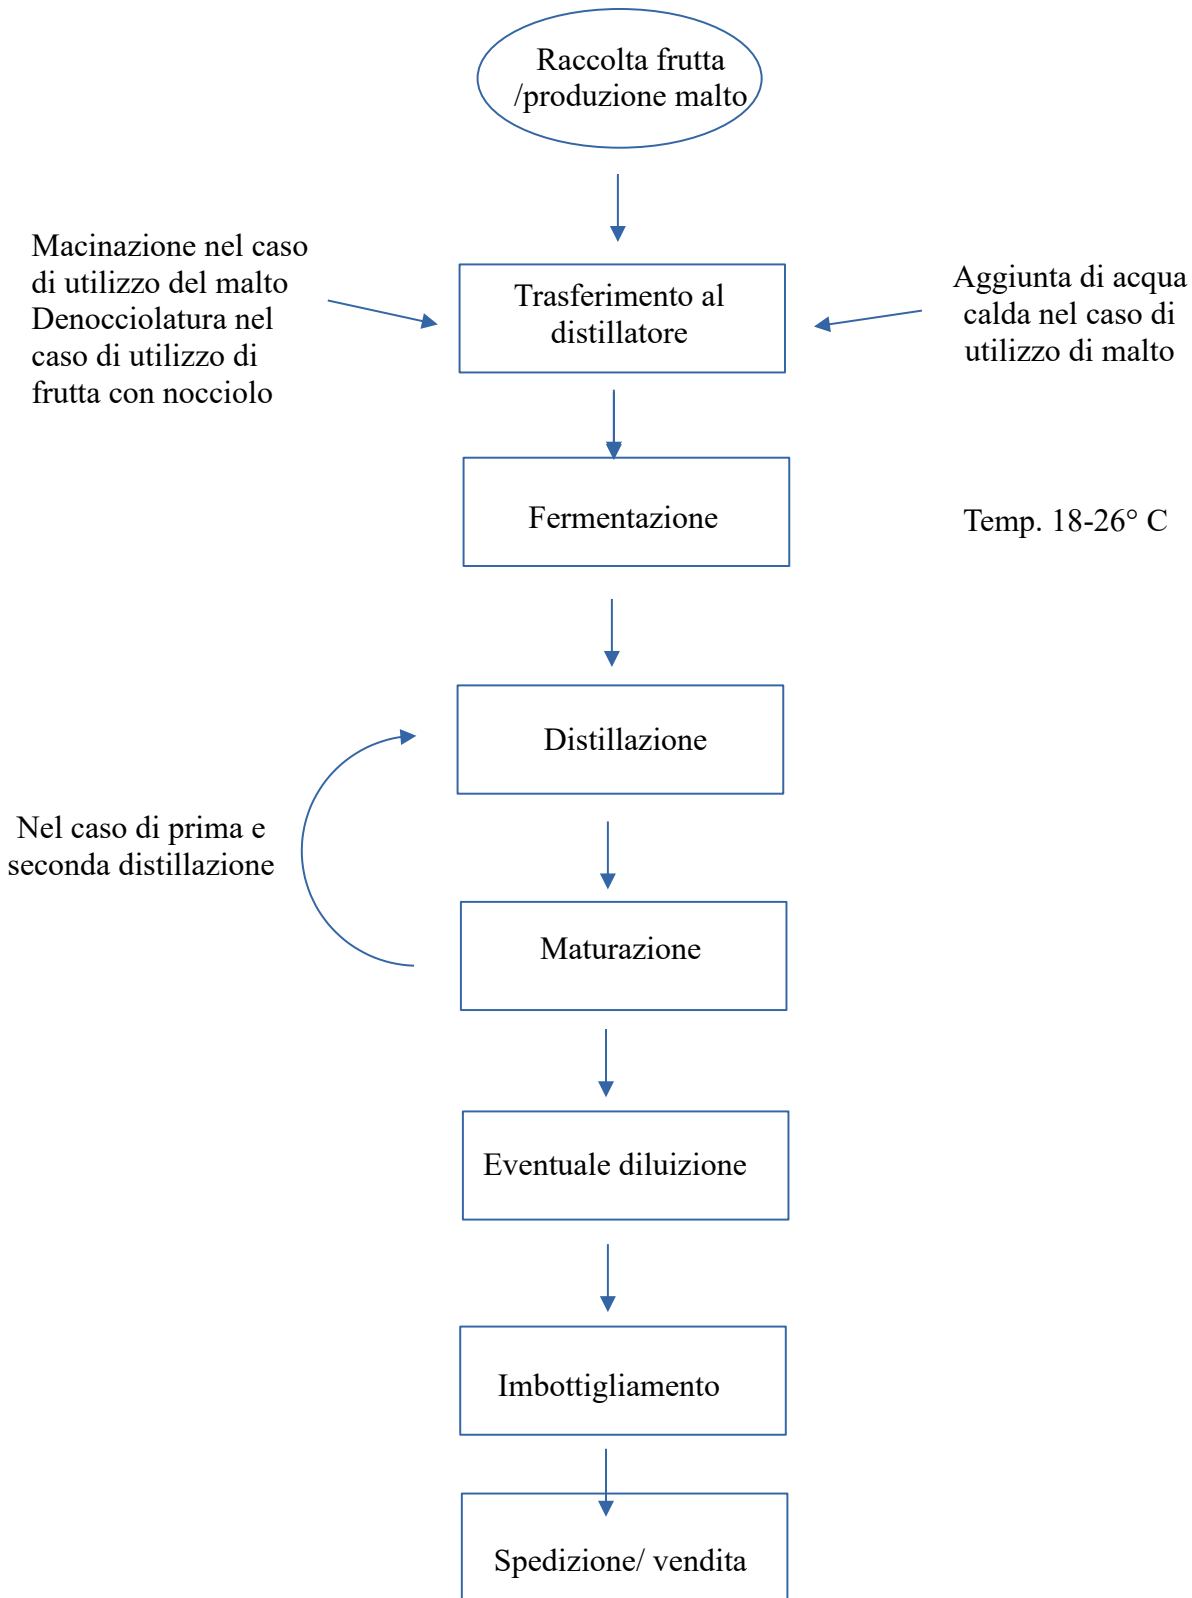 Raccolta frutta
/produzione malto
Macinazione nel caso
di utilizzo del malto
Denocciolatura nel
caso di utilizzo di
frutta con nocciolo
Trasferimento al
distillatore
Aggiunta di acqua
calda nel caso di
utilizzo di malto
Fermentazione
Temp. 18-26° C
Distillazione
Nel caso di prima e
seconda distillazione
Maturazione
Eventuale diluizione
Imbottigliamento
Spedizione/ vendita